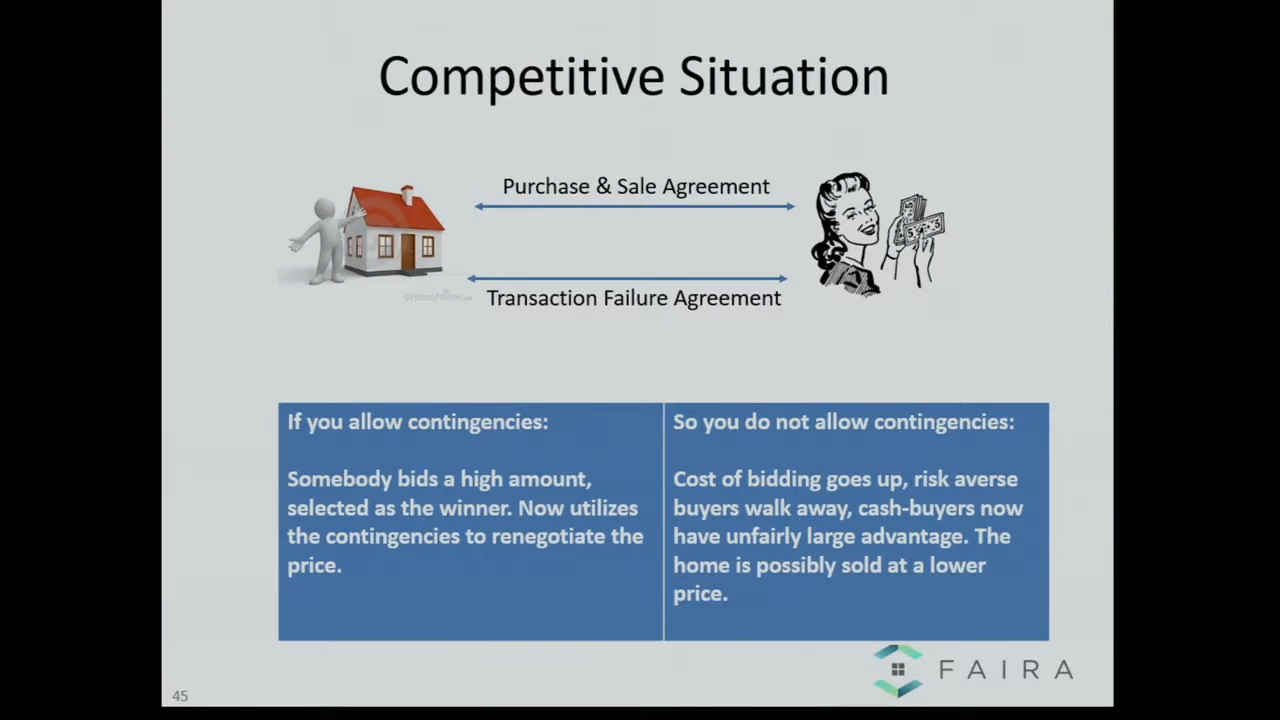 Competitive Situation
Purchase & Sale Agreement
Transaction Failure Agreement
If you allow contingencies:
Somebody bids a high amount,
selected as the winner. Now utilizes
the contingencies to renegotiate the
price.
So you do not allow contingencies:
Cost of bidding goes up, risk averse
buyers walk away, cash-buyers now
have unfairly large advantage. The
home is possibly sold at a lower
price.
FAIRA
45